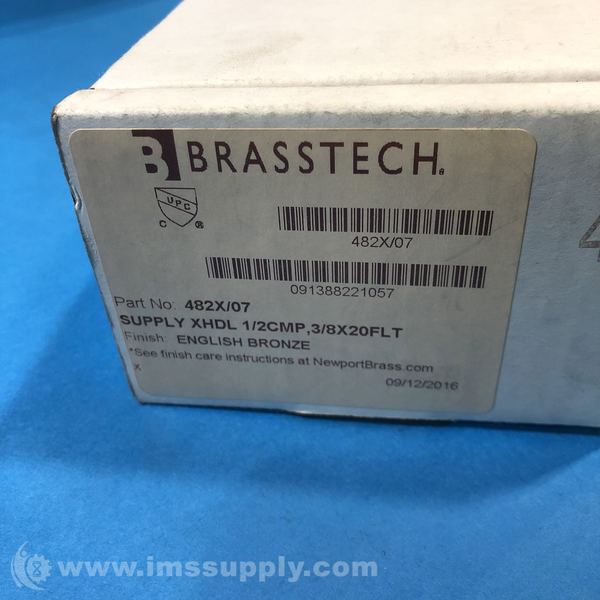 B BRASSTECH®
UPC
C ®
482X/07
091388221057
Part No: 482X/07
SUPPLY XHDL 1/2CMP,3/8X20FLT
Finish: ENGLISH BRONZE
*See finish care instructions at NewportBrass.com
X
09/12/2016
4
www.imssupply.com